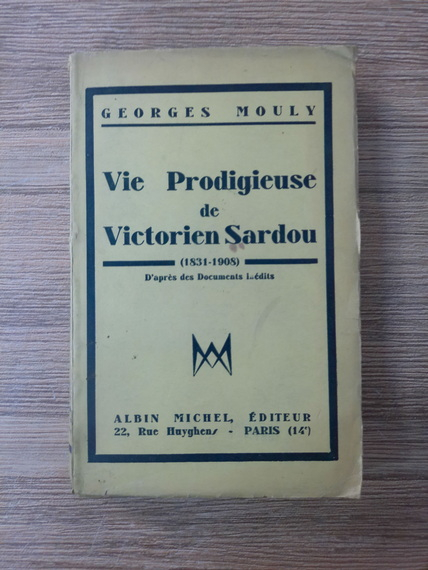 GEORGES MOULY
Vie Prodigieuse
de
Victorien Sardou
(1831-1908)
D'après des Documents Inédits
ALBIN MICHEL, ÉDITEUR
22, Rue Huyghens - PARIS (14e)